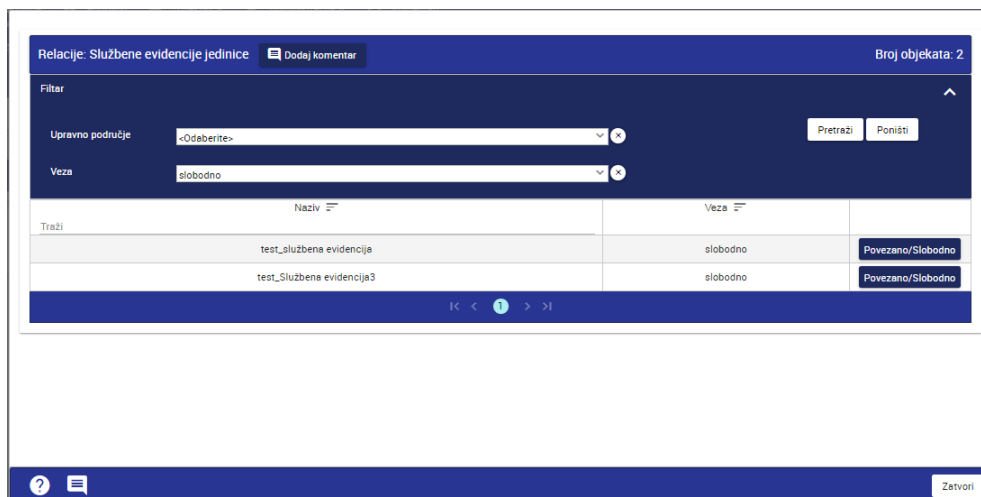 Relacije: Službene evidencije jedinice Dodaj komentar Broj objekata: 2
Filtar
Upravno područje <Odaberite> Pretraži Poništi
Veza slobodno
Naziv Veza
Traži
test_službena evidencija slobodno Povezano/Slobodno
test_Službena evidencija3 slobodno Povezano/Slobodno
1
Zatvori